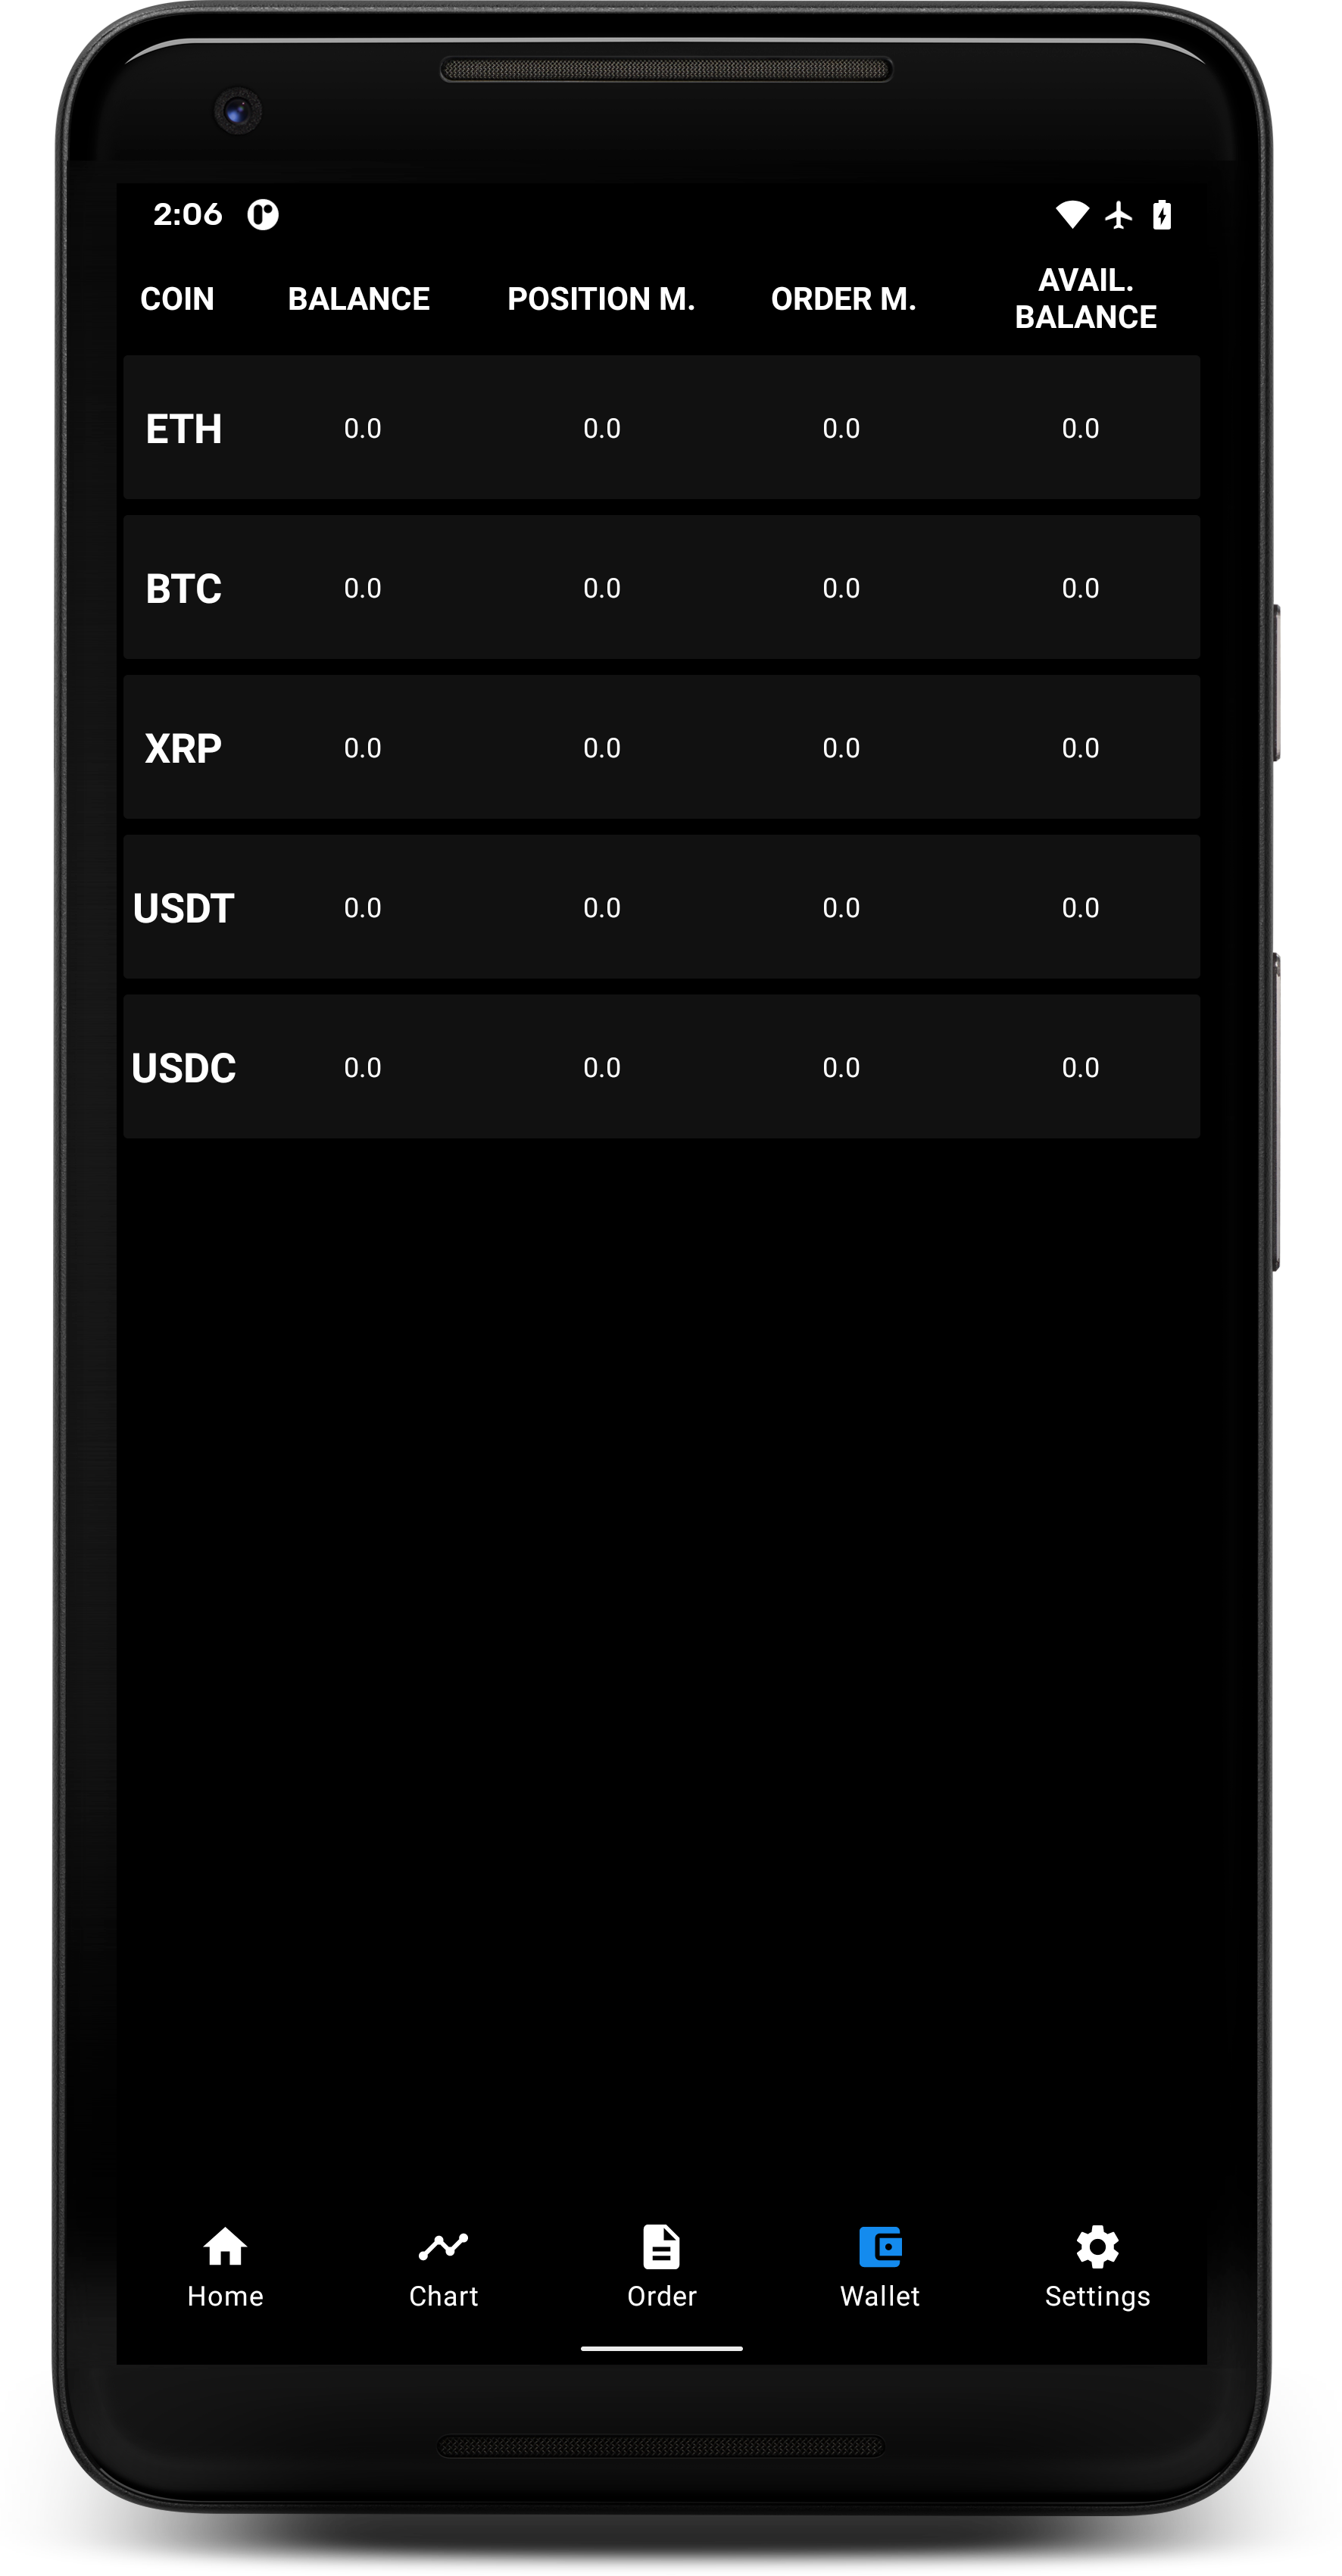 2:06
COIN BALANCE POSITION M. ORDER M. AVAIL.
BALANCE
ETH 0.0 0.0 0.0 0.0
BTC 0.0 0.0 0.0 0.0
XRP 0.0 0.0 0.0 0.0
USDT 0.0 0.0 0.0 0.0
USDC 0.0 0.0 0.0 0.0
Home Chart Order Wallet Settings